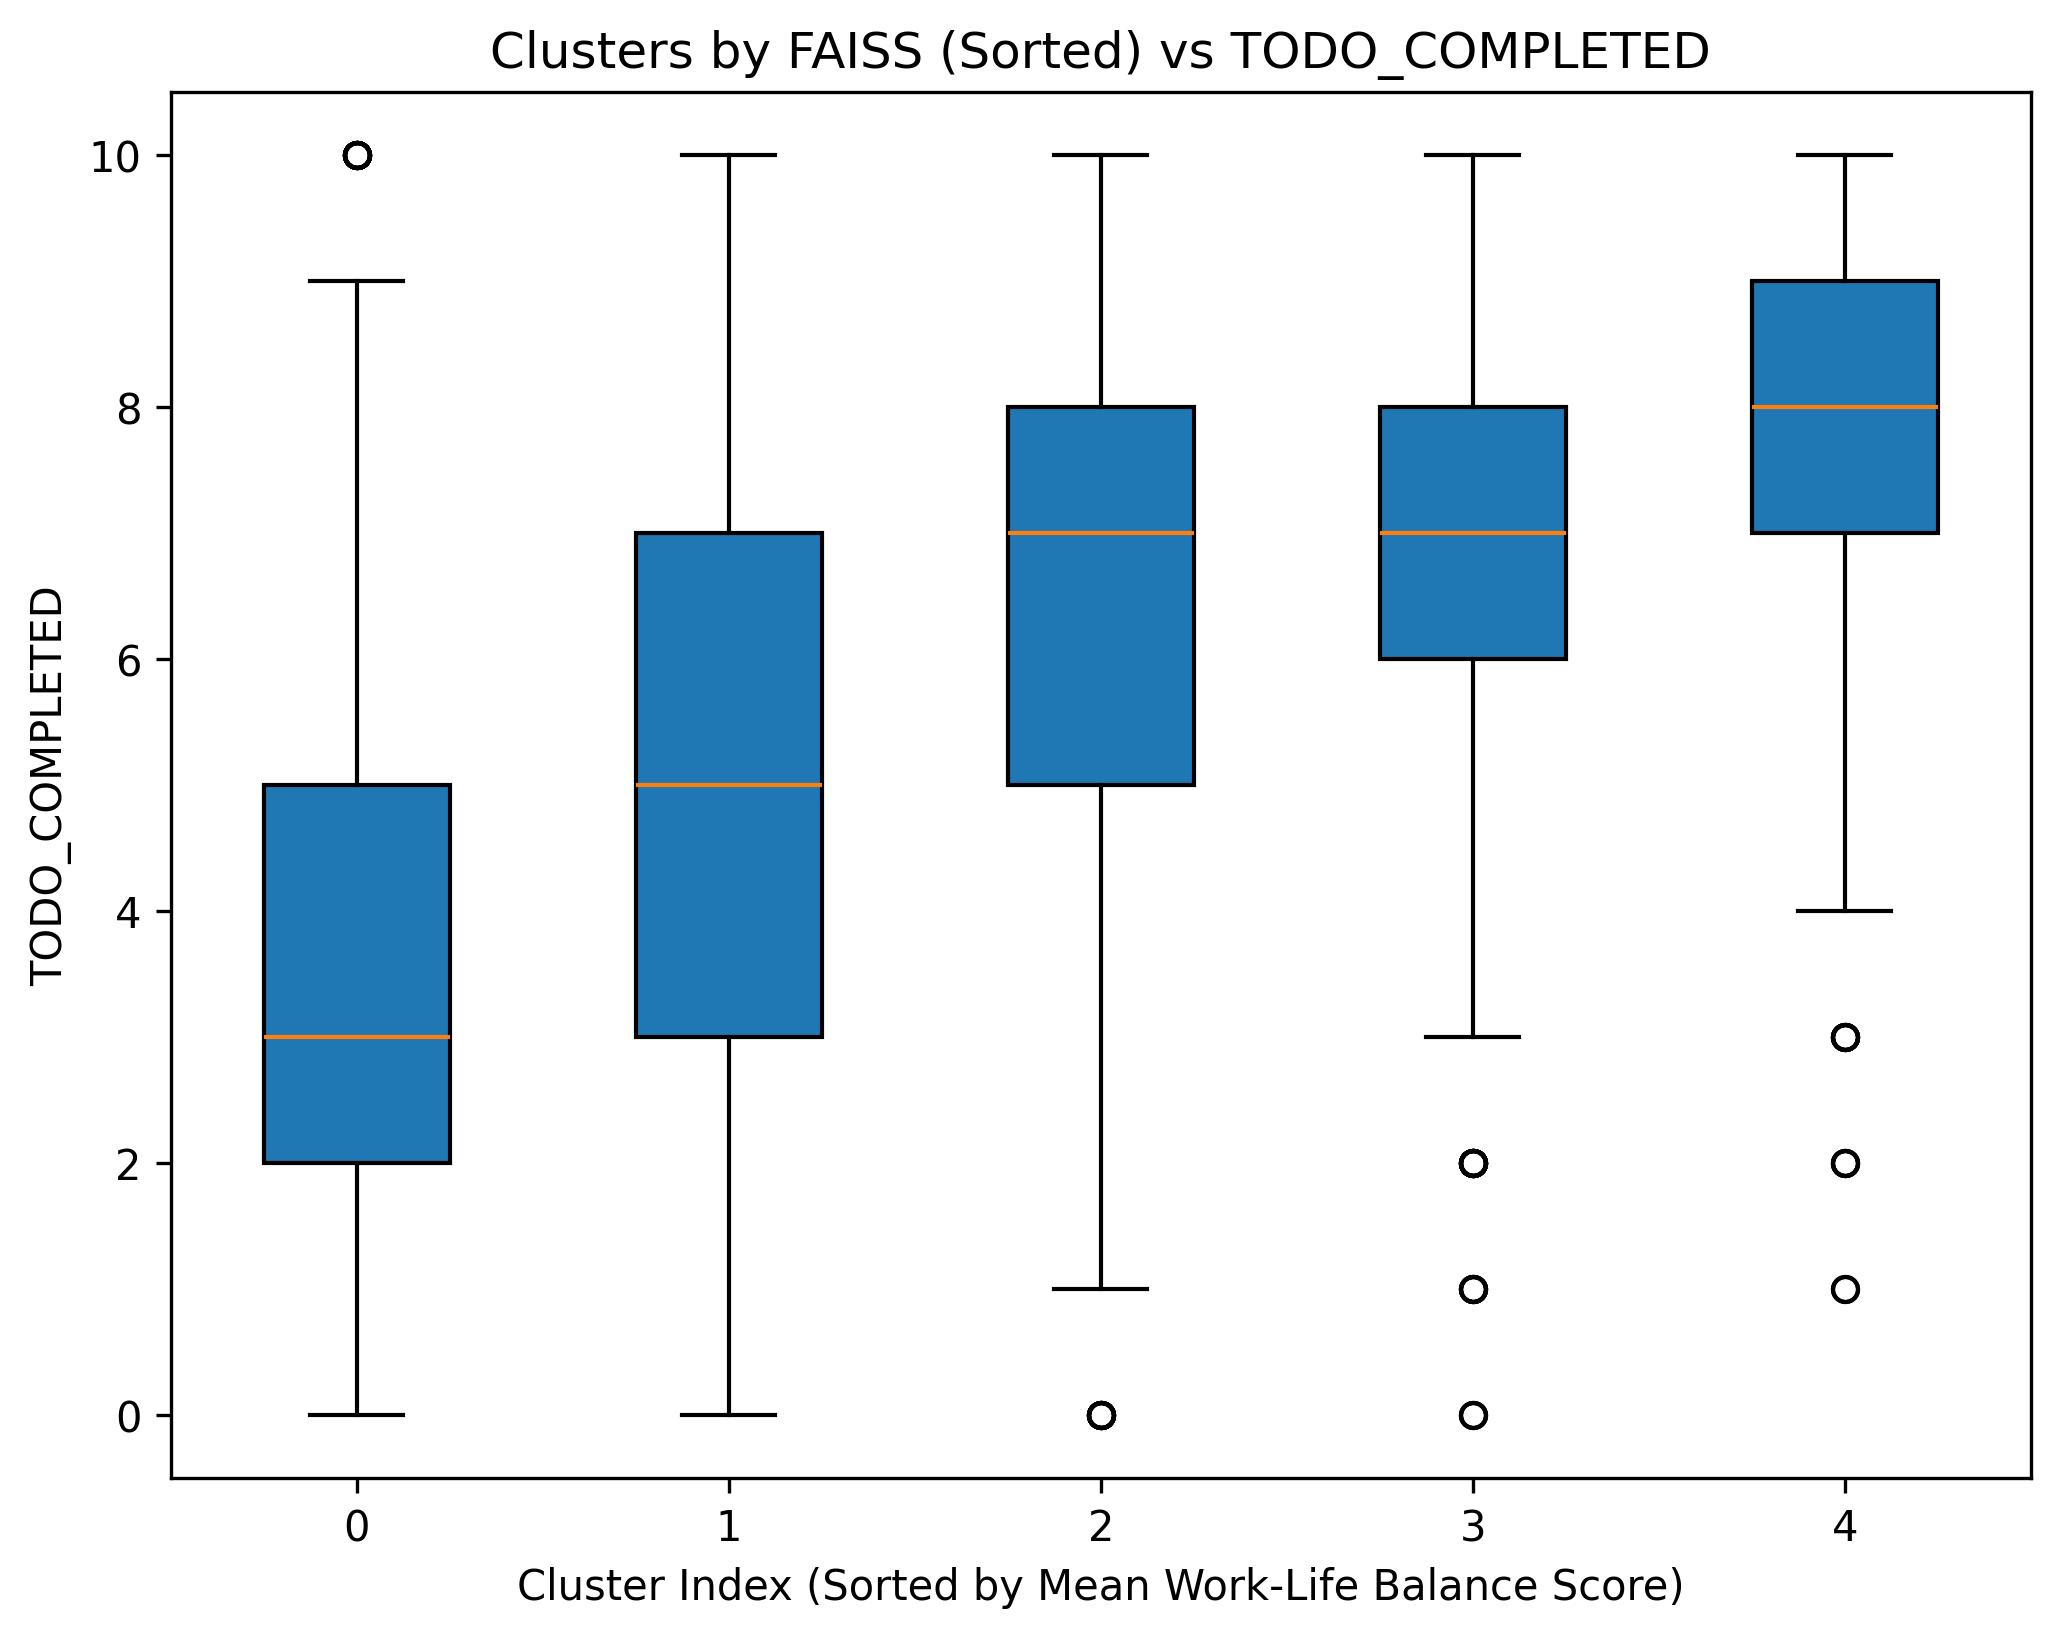 Clusters by FAISS (Sorted) vs TODO_COMPLETED
TODO_COMPLETED
10
8
6
4
2
0
0 1 2 3 4
Cluster Index (Sorted by Mean Work-Life Balance Score)